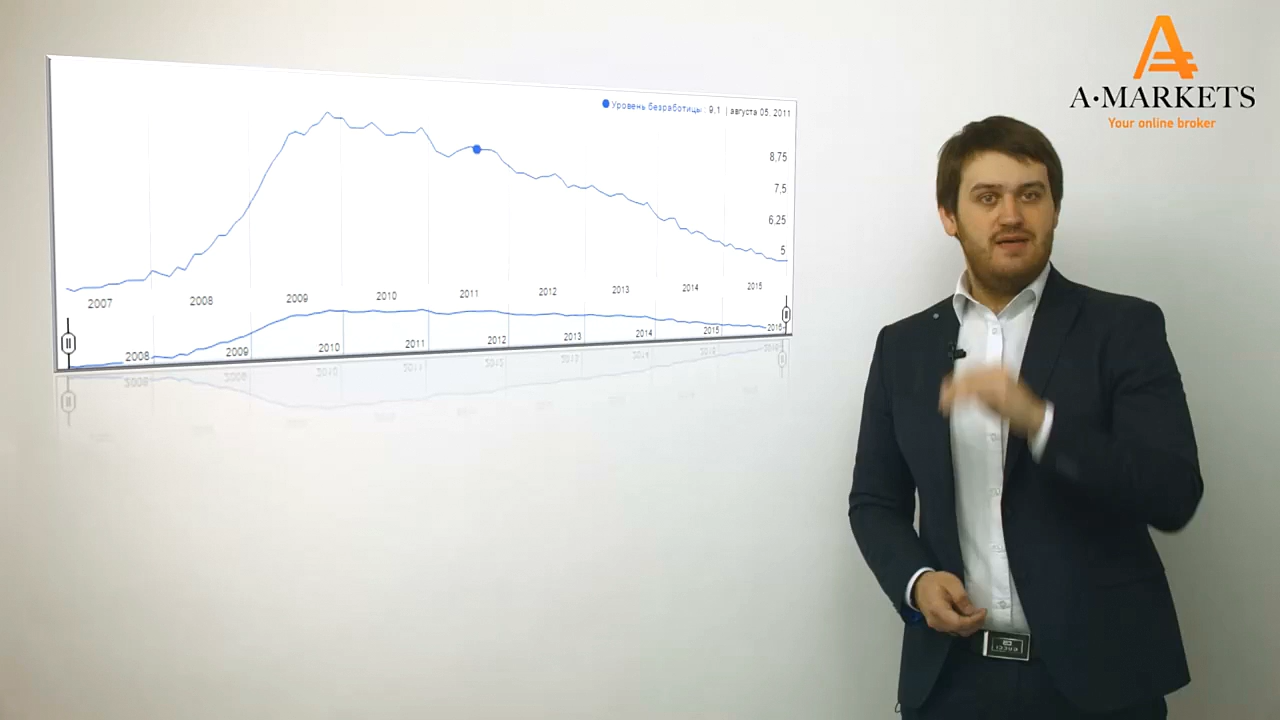 A·MARKETS
Your online broker
Уровень безработицы : 9,1 | августа 05, 2011
8,75
7,5
6,25
5
2007 2008 2009 2010 2011 2012 2013 2014 2015
2008 2009 2010 2011 2012 2013 2014 2015 2016